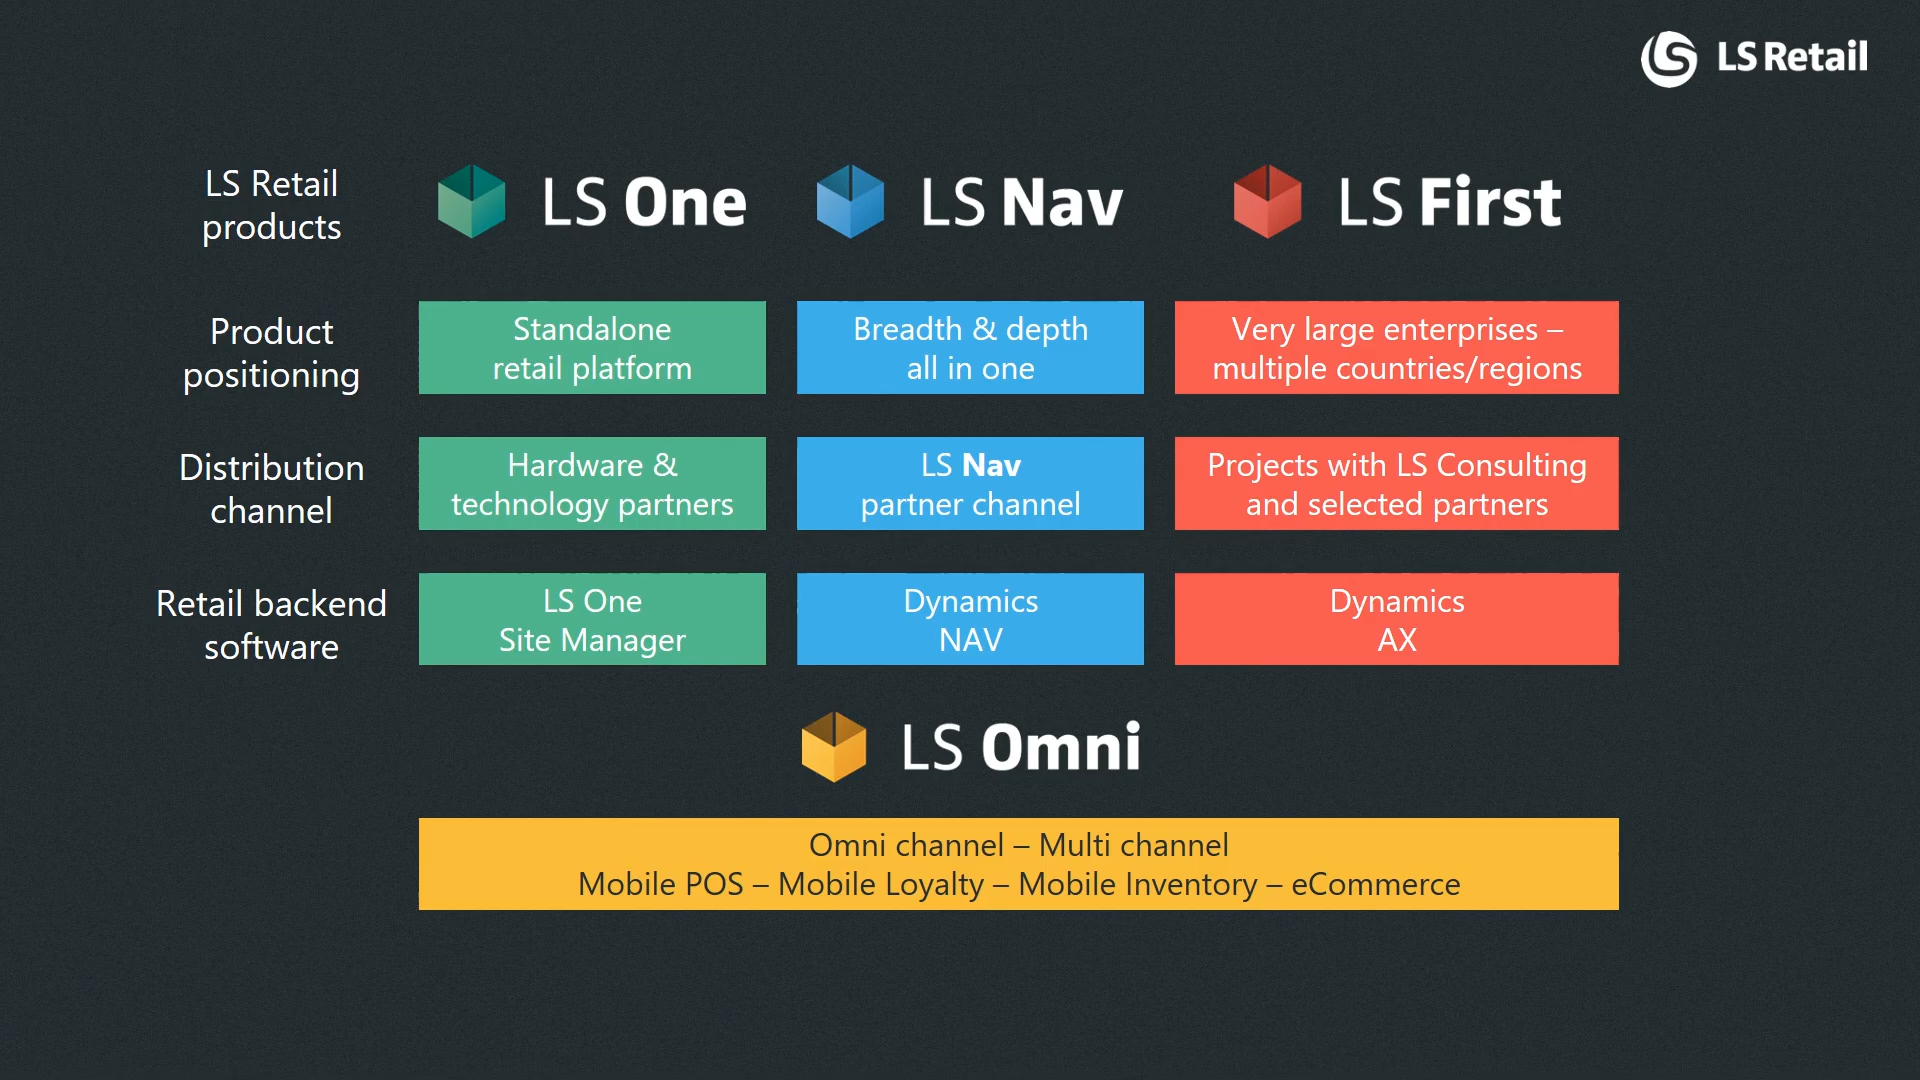 LS Retail
LS Retail
products
LS One
LS Nav
LS First
Product
positioning
Standalone
retail platform
Breadth & depth
all in one
Very large enterprises –
multiple countries/regions
Distribution
channel
Hardware &
technology partners
LS Nav
partner channel
Projects with LS Consulting
and selected partners
Retail backend
software
LS One
Site Manager
Dynamics
NAV
Dynamics
AX
LS Omni
Omni channel – Multi channel
Mobile POS – Mobile Loyalty – Mobile Inventory – eCommerce